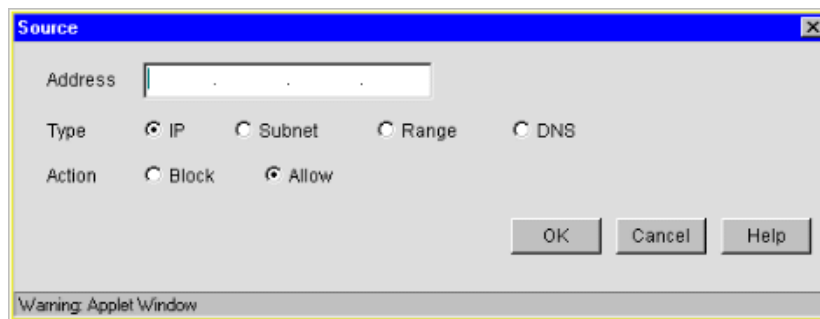 Source
Address . . .
Type IP Subnet Range DNS
Action Block Allow
OK Cancel Help
Warning: Applet Window